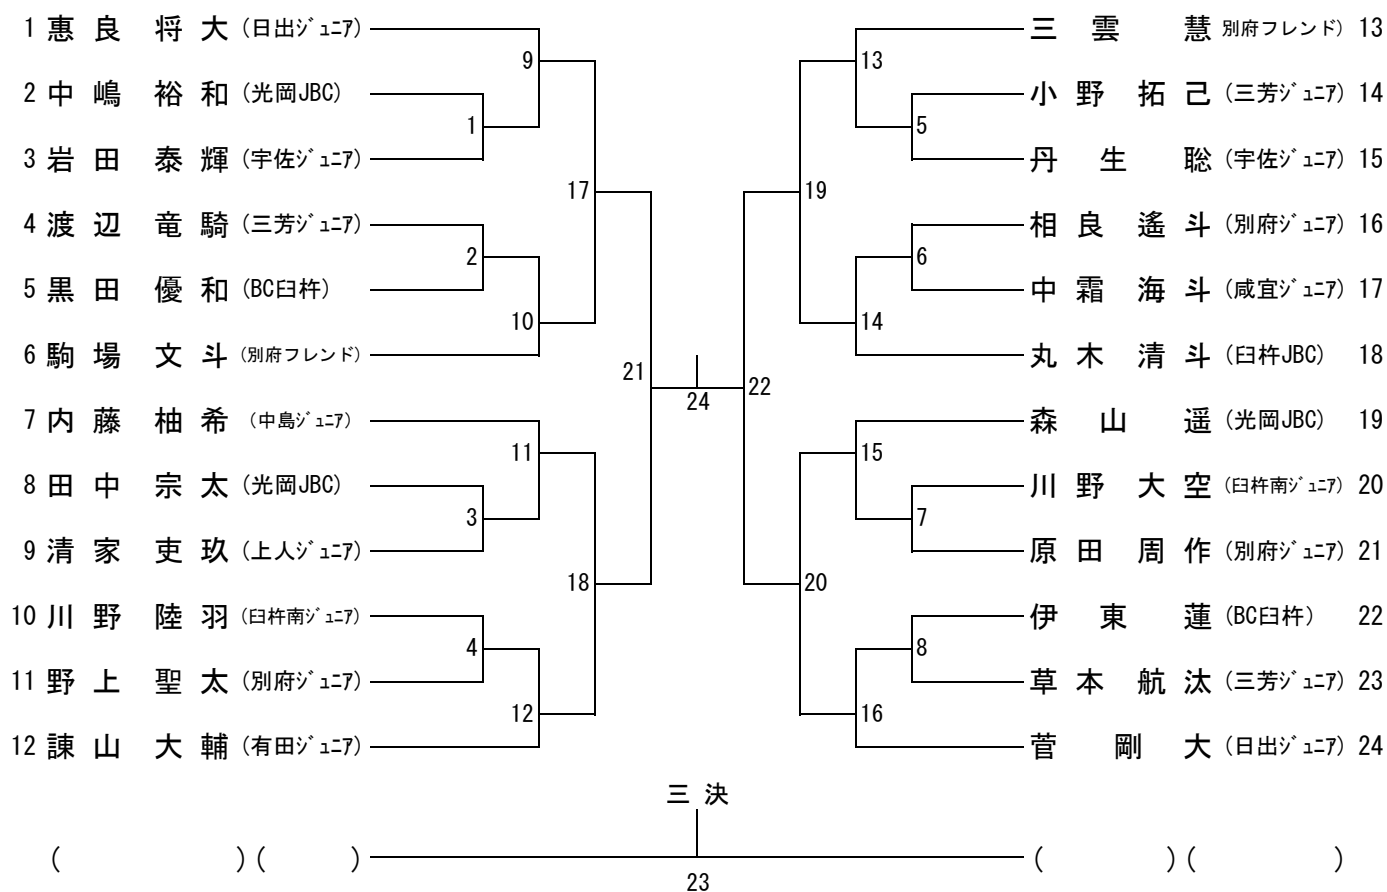 1 惠良 将大 (日出ｼﾞｭﾆｱ) 三雲 慧 別府フレンド) 13
9 13
2 中嶋 裕和 (光岡JBC) 小野 拓己 (三芳ｼﾞｭﾆｱ) 14
1 5
3 岩田 泰輝 (宇佐ｼﾞｭﾆｱ) 丹生 聡 (宇佐ｼﾞｭﾆｱ) 15
17 19
4 渡辺 竜騎 (三芳ｼﾞｭﾆｱ) 相良 遙斗 (別府ｼﾞｭﾆｱ) 16
2 6
5 黒田 優和 (BC臼杵) 中霜 海斗 (咸宜ｼﾞｭﾆｱ) 17
10 14
6 駒場 文斗 (別府フレンド) 丸木 清斗 (臼杵JBC) 18
21 22
24
7 内藤 柚希 (中島ｼﾞｭﾆｱ) 森山 遥 (光岡JBC) 19
11 15
8 田中 宗太 (光岡JBC) 川野 大空 (臼杵南ｼﾞｭﾆｱ) 20
3 7
9 清家 吏玖 (上人ｼﾞｭﾆｱ) 原田 周作 (別府ｼﾞｭﾆｱ) 21
18 20
10 川野 陸羽 (臼杵南ｼﾞｭﾆｱ) 伊東 蓮 (BC臼杵) 22
4 8
11 野上 聖太 (別府ｼﾞｭﾆｱ) 草本 航汰 (三芳ｼﾞｭﾆｱ) 23
12 16
12 諌山 大輔 (有田ｼﾞｭﾆｱ) 菅 剛大 (日出ｼﾞｭﾆｱ) 24
三決
( ) ( ) ( ) ( )
23